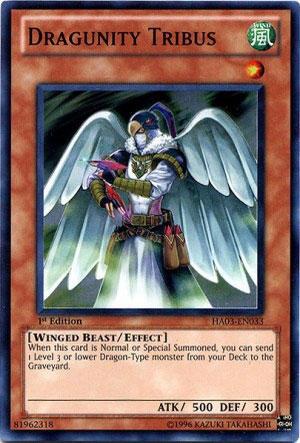 DRAGUNITY TRIBUS
WIND
風
1st Edition
HA03-EN033
[WINGED BEAST/EFFECT]
When this card is Normal or Special Summoned, you can send
1 Level 3 or lower Dragon-Type monster from your Deck to the
Graveyard.
ATK/ 500 DEF/ 300
81962318
©1996 KAZUKI TAKAHASHI